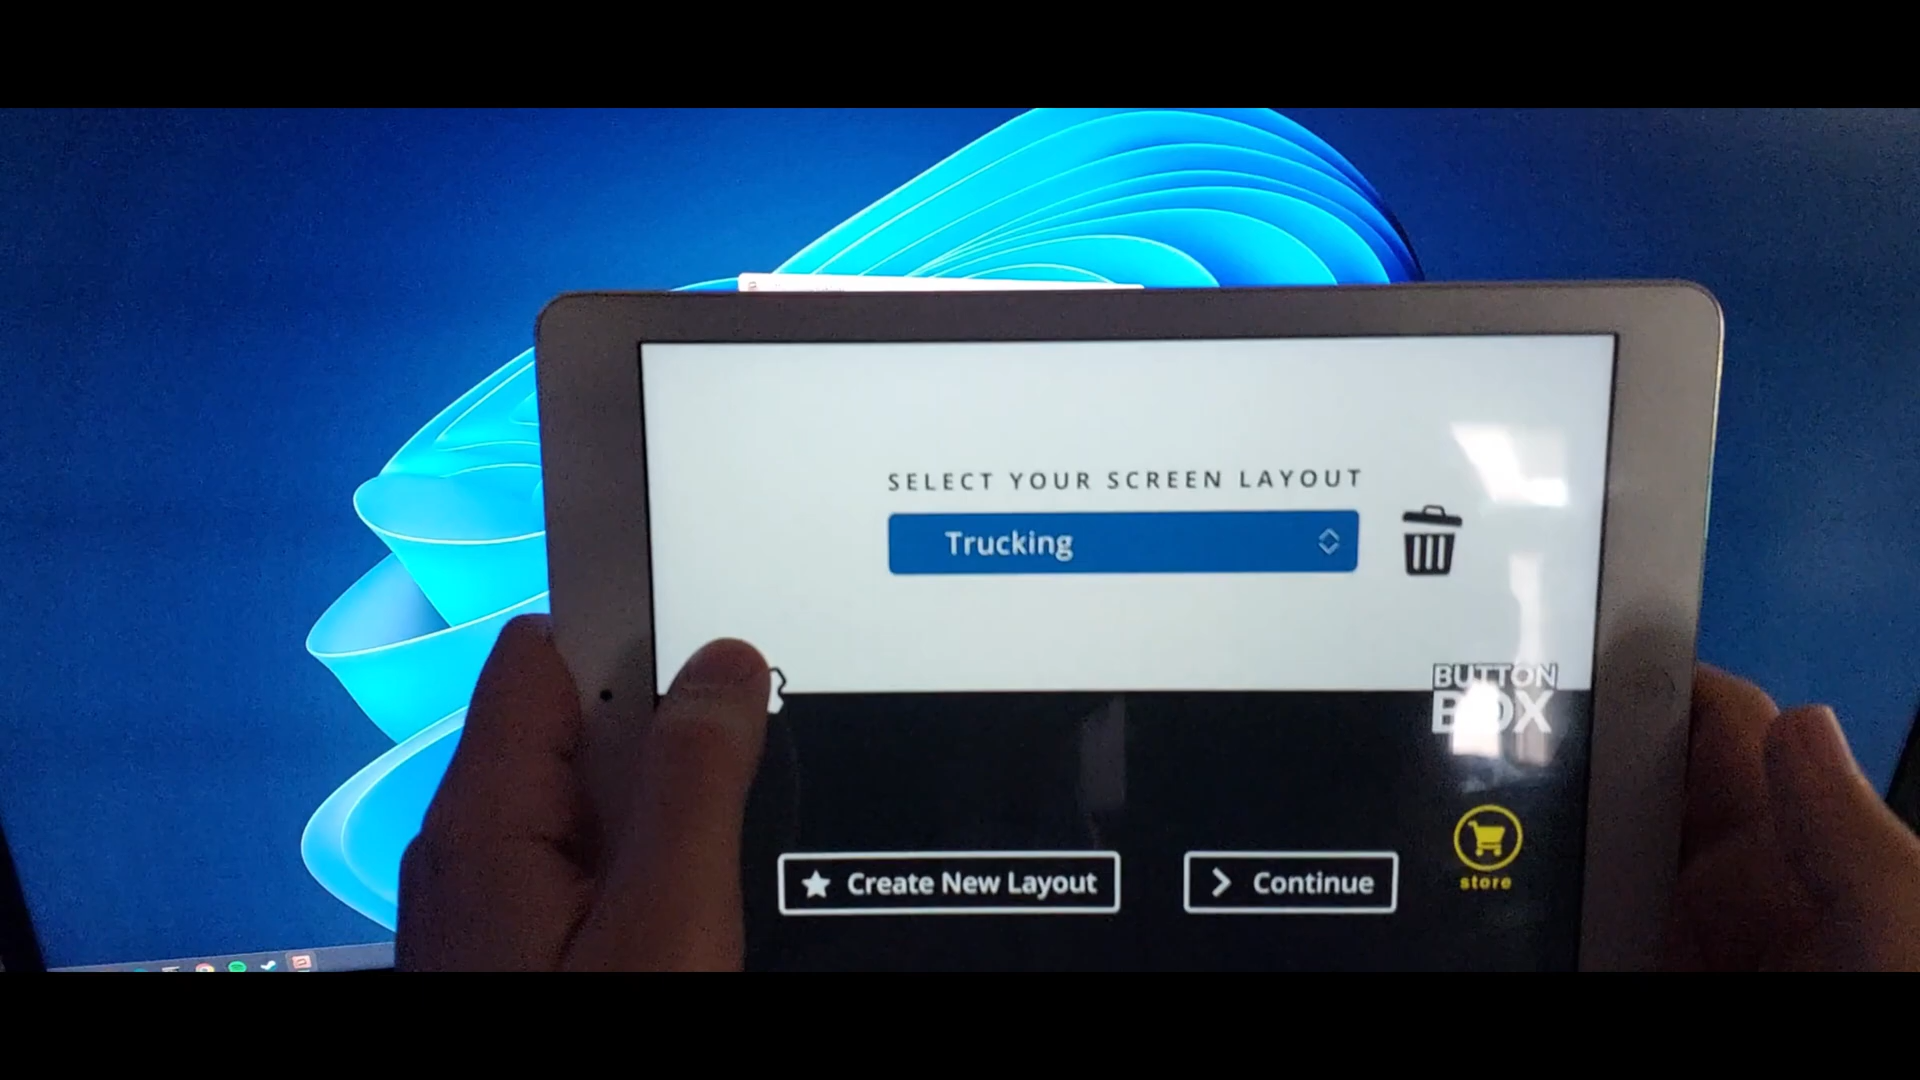 SELECT YOUR SCREEN LAYOUT
Trucking
BUTTON
BOX
store
Create New Layout
Continue